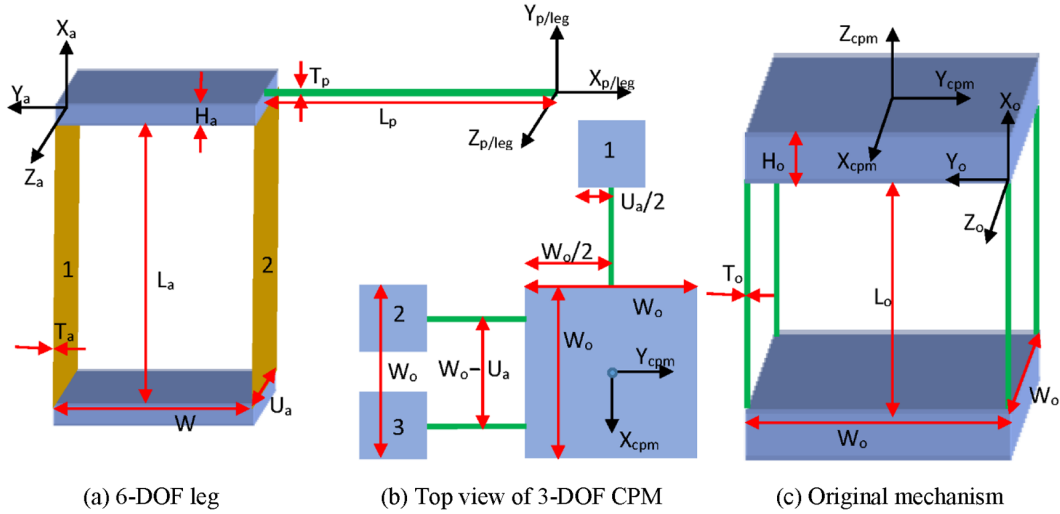 Xa
Ya
Za
Ha
Tp
Lp
Yp/leg
Xp/leg
Zp/leg
1
2
La
Ta
W
Ua
1
Ua/2
Wo/2
Wo
2
3
Wo
Wo– Ua
Wo
Ycpm
Xcpm
Zcpm
Ycpm
Xcpm
Xo
Yo
Zo
Ho
To
Lo
Wo
Wo
(a) 6-DOF leg
(b) Top view of 3-DOF CPM
(c) Original mechanism